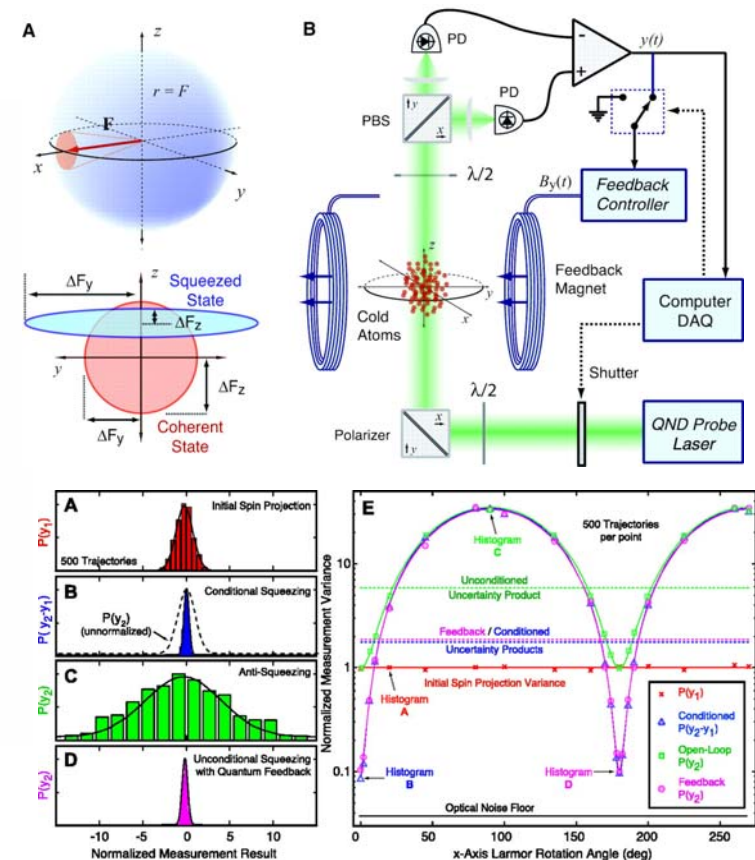 A
z
r = F
F
x
y
z
Squeezed
State
ΔFy
ΔFz
y
ΔFz
ΔFy
Coherent
State
B
PD
-
+
y(t)
PD
PBS
y
x
λ/2
By(t)
Feedback
Controller
z
y
x
Cold
Atoms
Feedback
Magnet
Computer
DAQ
Shutter
λ/2
Polarizer
x
y
QND Probe
Laser
A
Initial Spin Projection
P(y₁)
500 Trajectories
B
Conditional Squeezing
P(y₂-y₁)
P(y₂)
(unnormalized)
C
Anti-Squeezing
P(y₂)
D
Unconditional Squeezing
with Quantum Feedback
P(y₂)
-10 0 10
Normalized Measurement Result
E
500 Trajectories
per point
Histogram
C
Unconditioned
Uncertainty Product
Feedback / Conditioned
Uncertainty Products
Initial Spin Projection Variance
Histogram
A
Histogram
B
Histogram
D
P(y₁)
Conditioned
P(y₂-y₁)
Open-Loop
P(y₂)
Feedback
P(y₂)
Optical Noise Floor
Normalized Measurement Variance
10
1
0.1
0 50 100 150 200 250
x-Axis Larmor Rotation Angle (deg)